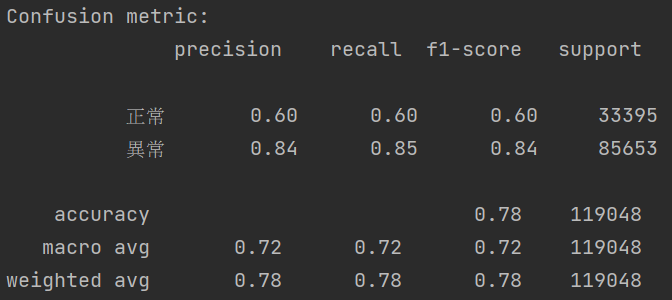 Confusion metric:
precision recall f1-score support
正常 0.60 0.60 0.60 33395
異常 0.84 0.85 0.84 85653
accuracy 0.78 119048
macro avg 0.72 0.72 0.72 119048
weighted avg 0.78 0.78 0.78 119048